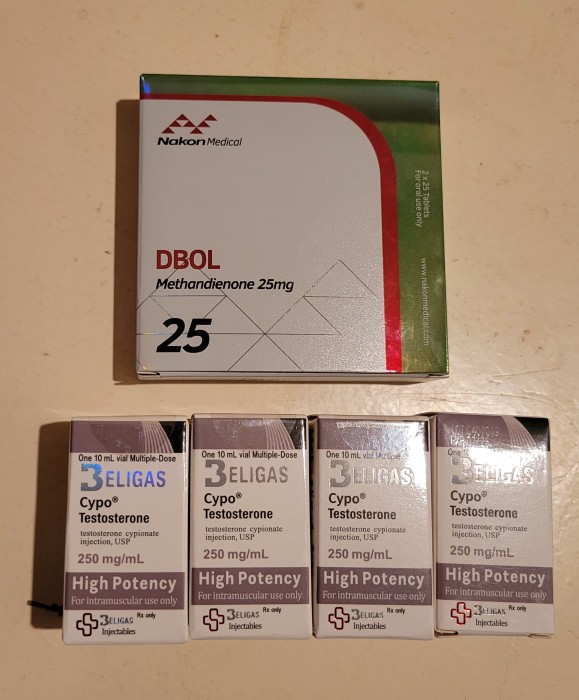 Nakon Medical
2 x 25 Tablets
For oral use only
www.nakonmedical.com
DBOL
Methandienone 25mg
25
One 10 mL vial Multiple-Dose
BELIGAS
Cypo®
Testosterone
testosterone cypionate
injection, USP
250 mg/mL
High Potency
For intramuscular use only
Rx only
BELIGAS
Injectables
One 10 mL vial Multiple-Dose
BELIGAS
Cypo®
Testosterone
testosterone cypionate
injection, USP
250 mg/mL
High Potency
For intramuscular use only
Rx only
BELIGAS
Injectables
One 10 mL vial Multiple-Dose
BELIGAS
Cypo®
Testosterone
testosterone cypionate
injection, USP
250 mg/mL
High Potency
For intramuscular use only
Rx only
BELIGAS
Injectables
One
BELIGAS
Cypo®
Testosterone
testosterone cypionate
injection, USP
250 mg/mL
High Potency
For intramuscular use only
Rx only
BELIGAS
Injectables